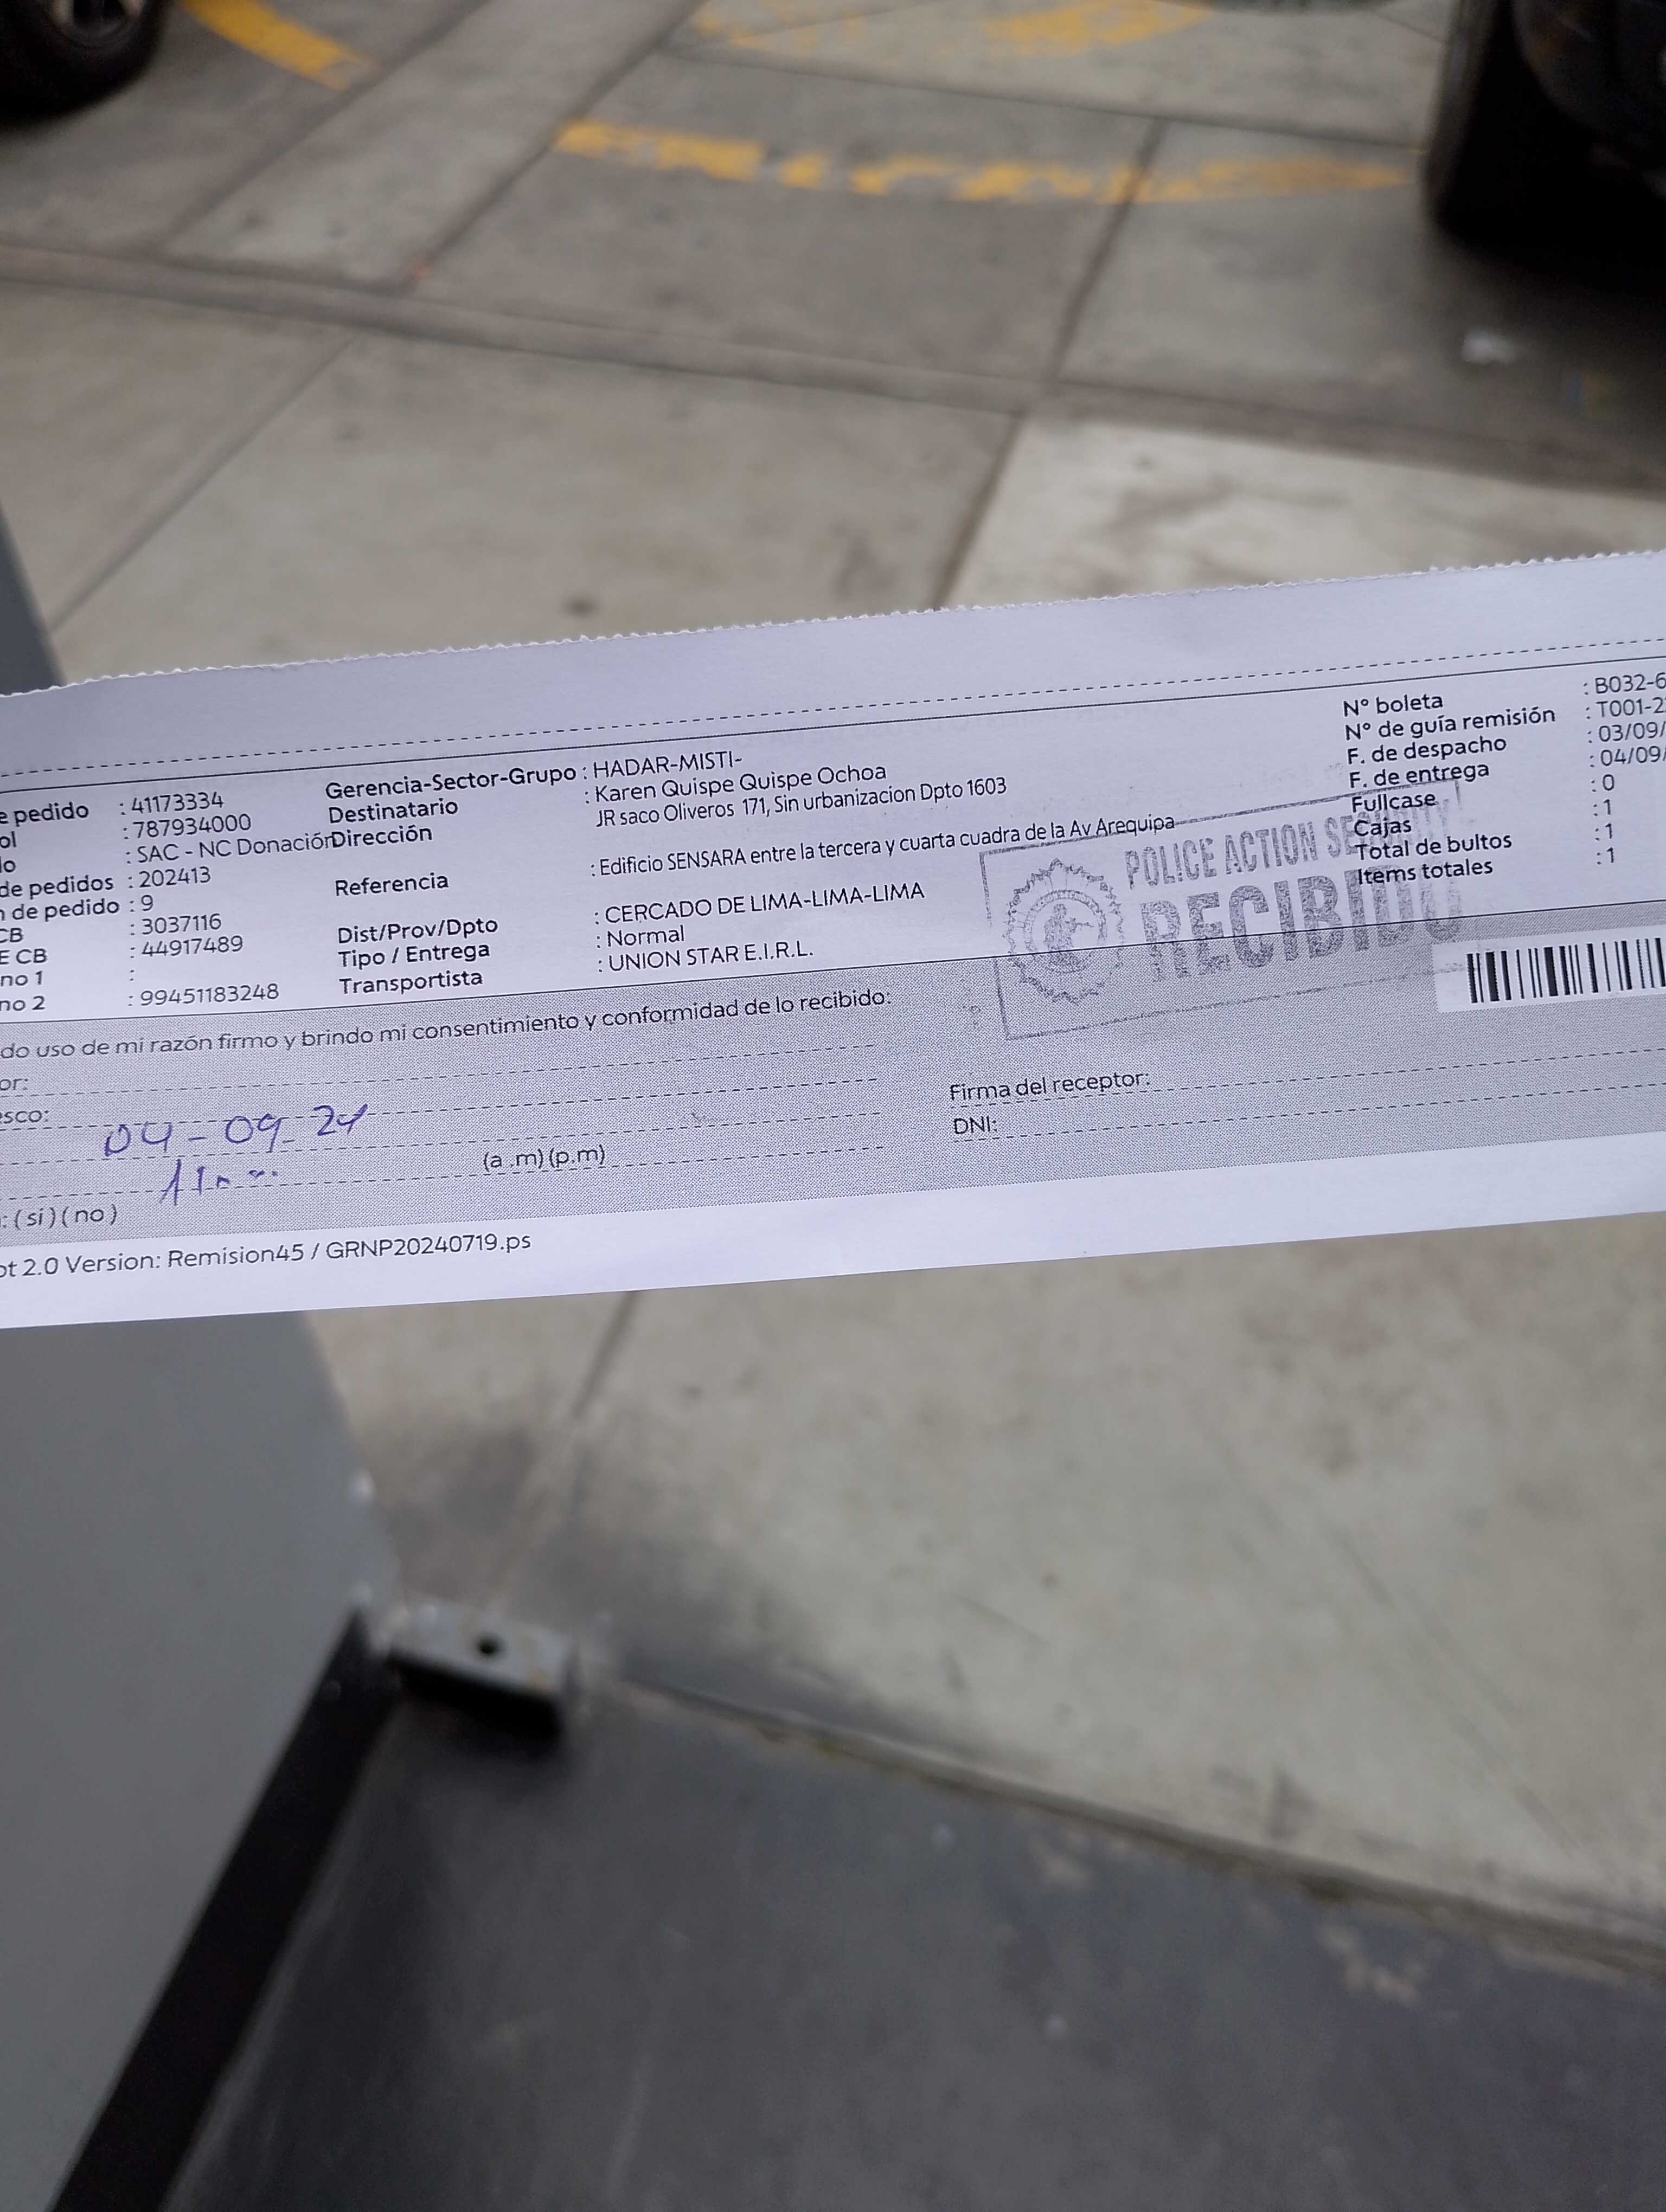 e pedido : 41173334
ol : 787934000
lo : SAC - NC Donación
de pedidos : 202413
n de pedido : 9
CB : 3037116
E CB : 44917489
no 1 :
no 2 : 99451183248
Gerencia-Sector-Grupo : HADAR-MISTI-
Destinatario : Karen Quispe Quispe Ochoa
Dirección JR saco Oliveros 171, Sin urbanizacion Dpto 1603
Referencia : Edificio SENSARA entre la tercera y cuarta cuadra de la Av Arequipa
Dist/Prov/Dpto : CERCADO DE LIMA-LIMA-LIMA
Tipo / Entrega : Normal
Transportista : UNION STAR E.I.R.L.
N° boleta : B032-6
N° de guía remisión : T001-2
F. de despacho : 03/09/
F. de entrega : 04/09/
Fullcase : 0
Cajas : 1
Total de bultos : 1
Items totales : 1
POLICE ACTION SE
RECIBIDO
do uso de mi razón firmo y brindo mi consentimiento y conformidad de lo recibido:
or:
esco:
04-09-24
(a .m) (p.m)
: (si) (no)
Firma del receptor:
DNI:
pt 2.0 Version: Remision45 / GRNP20240719.ps